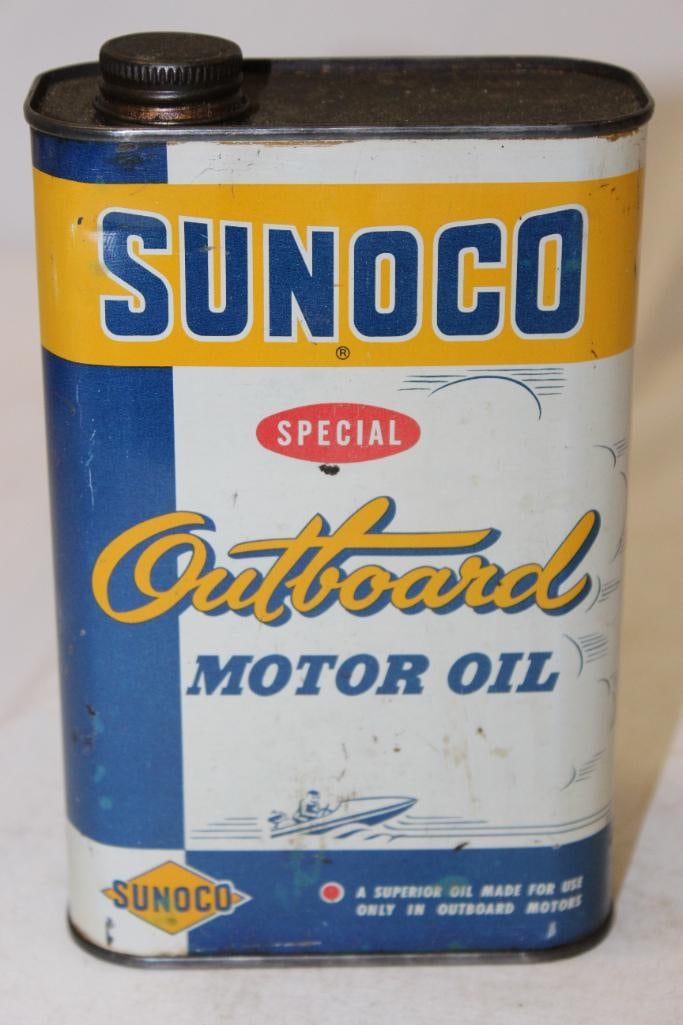 SUNOCO
®
SPECIAL
Outboard
MOTOR OIL
SUNOCO
A SUPERIOR OIL MADE FOR USE
ONLY IN OUTBOARD MOTORS